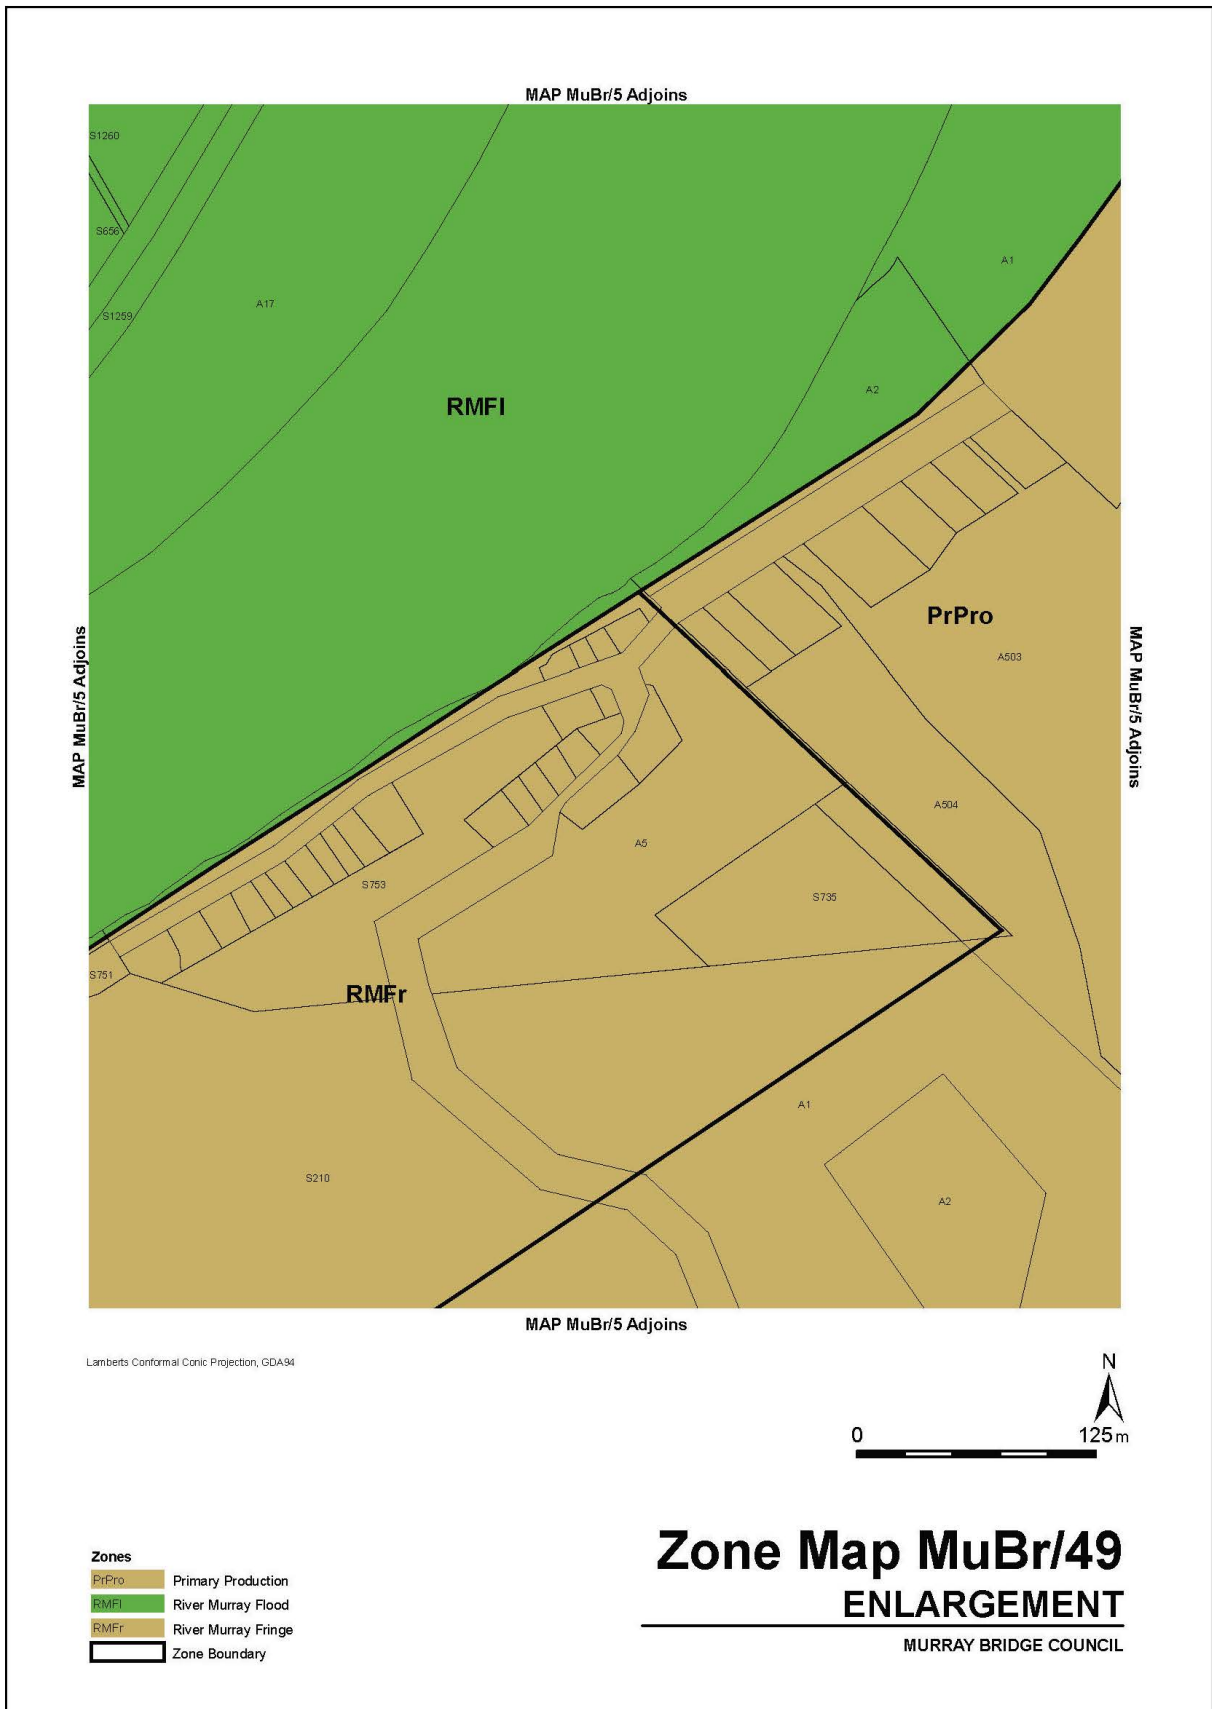 MAP MuBr/5 Adjoins
S1260
S656
A1
A17
S1259
A2
RMFl
PrPro
MAP MuBr/5 Adjoins
MAP MuBr/5 Adjoins
A503
A504
A5
S753
S735
S751
RMFr
A1
S210
A2
MAP MuBr/5 Adjoins
Lamberts Conformal Conic Projection, GDA94
N
0 125 m
Zone Map MuBr/49
ENLARGEMENT
MURRAY BRIDGE COUNCIL
Zones
PrPro Primary Production
RMFl River Murray Flood
RMFr River Murray Fringe
Zone Boundary